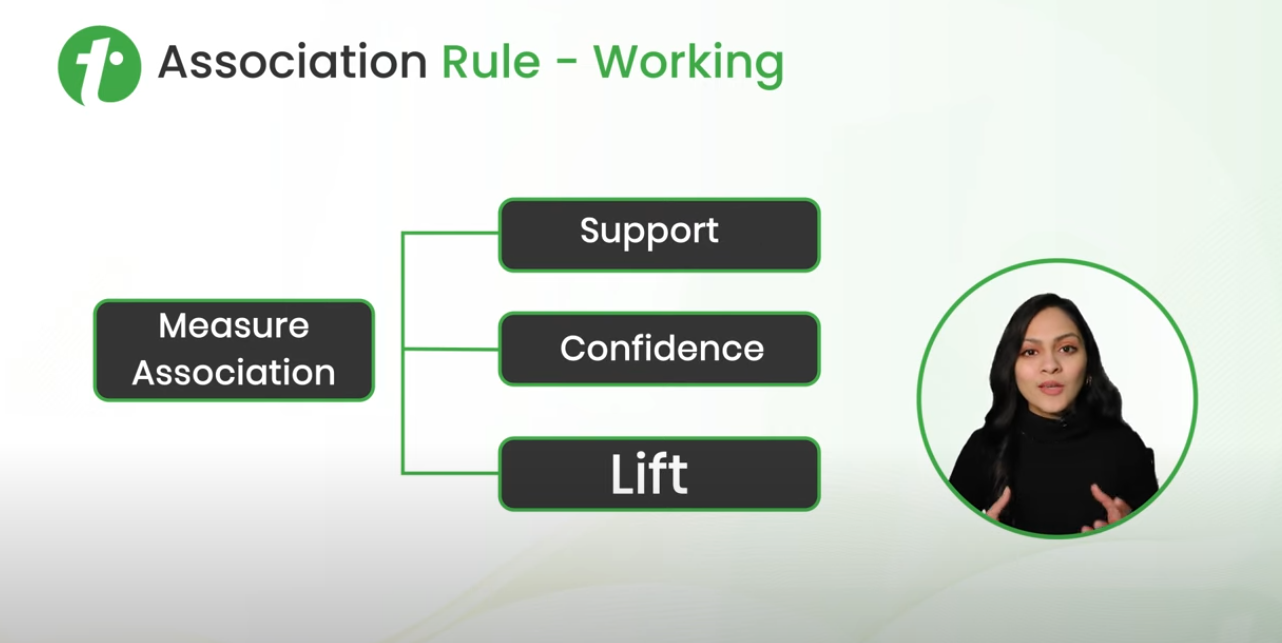 Association Rule - Working
Support
Measure
Association
Confidence
Lift